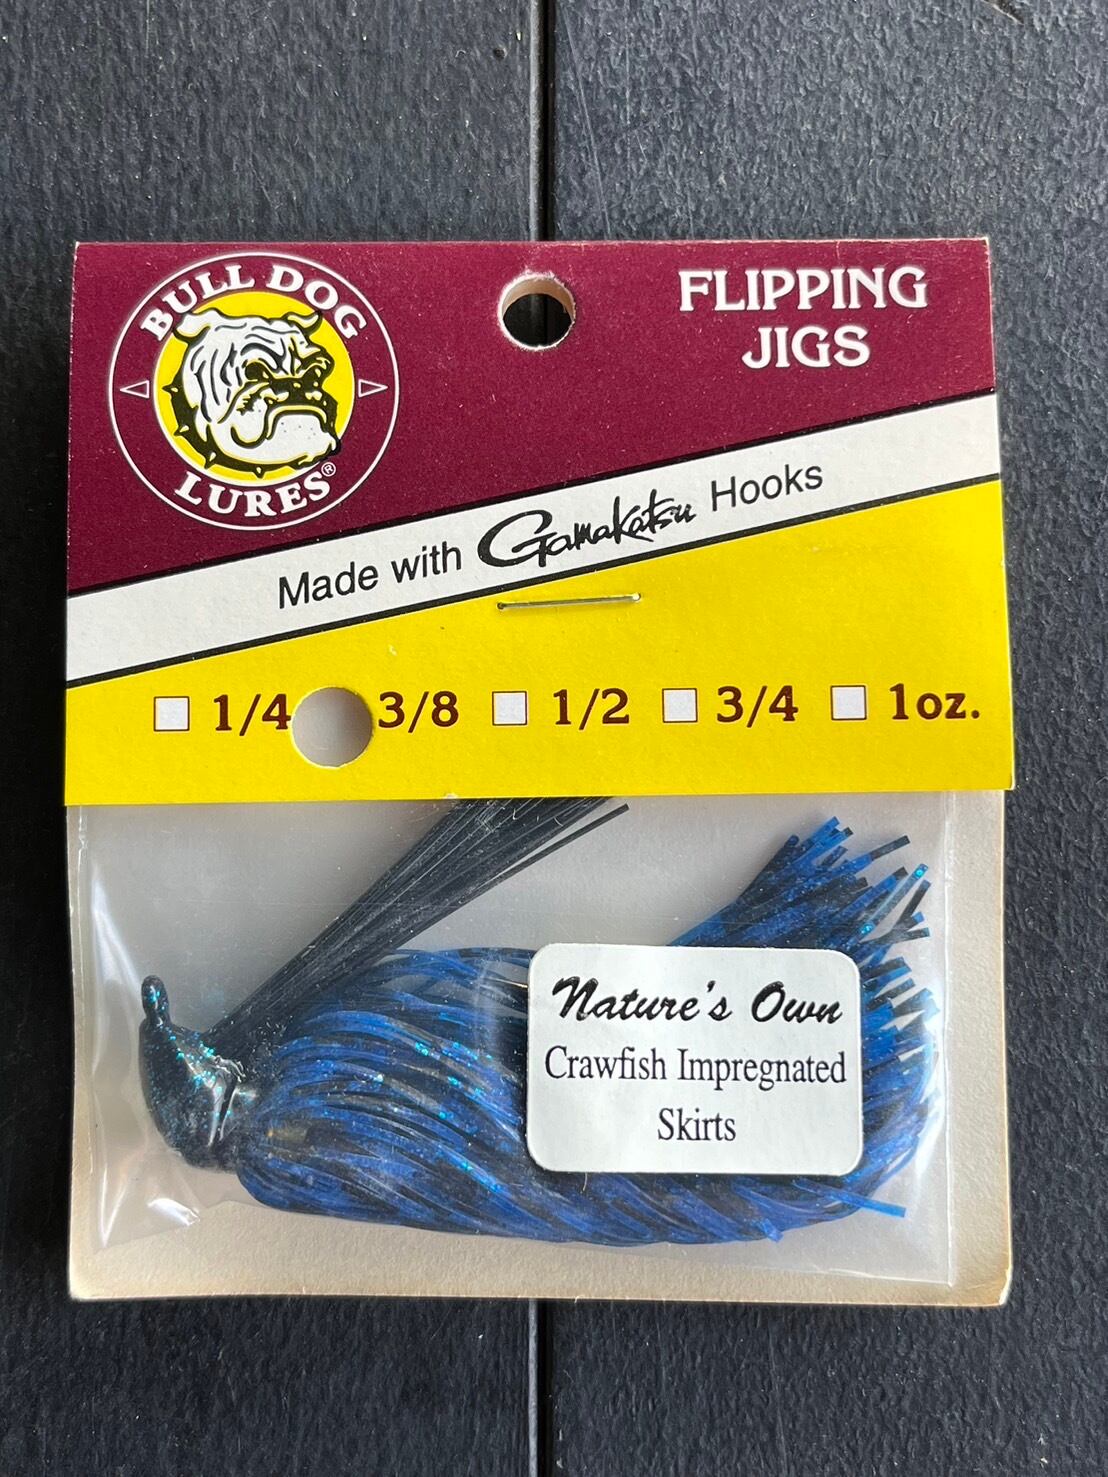 BULL DOG
LURES®
FLIPPING
JIGS
Made with Gamakatsu Hooks
1/4 3/8 1/2 3/4 1oz.
Nature's Own
Crawfish Impregnated
Skirts